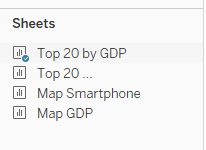 Sheets
Top 20 by GDP
Top 20 ...
Map Smartphone
Map GDP